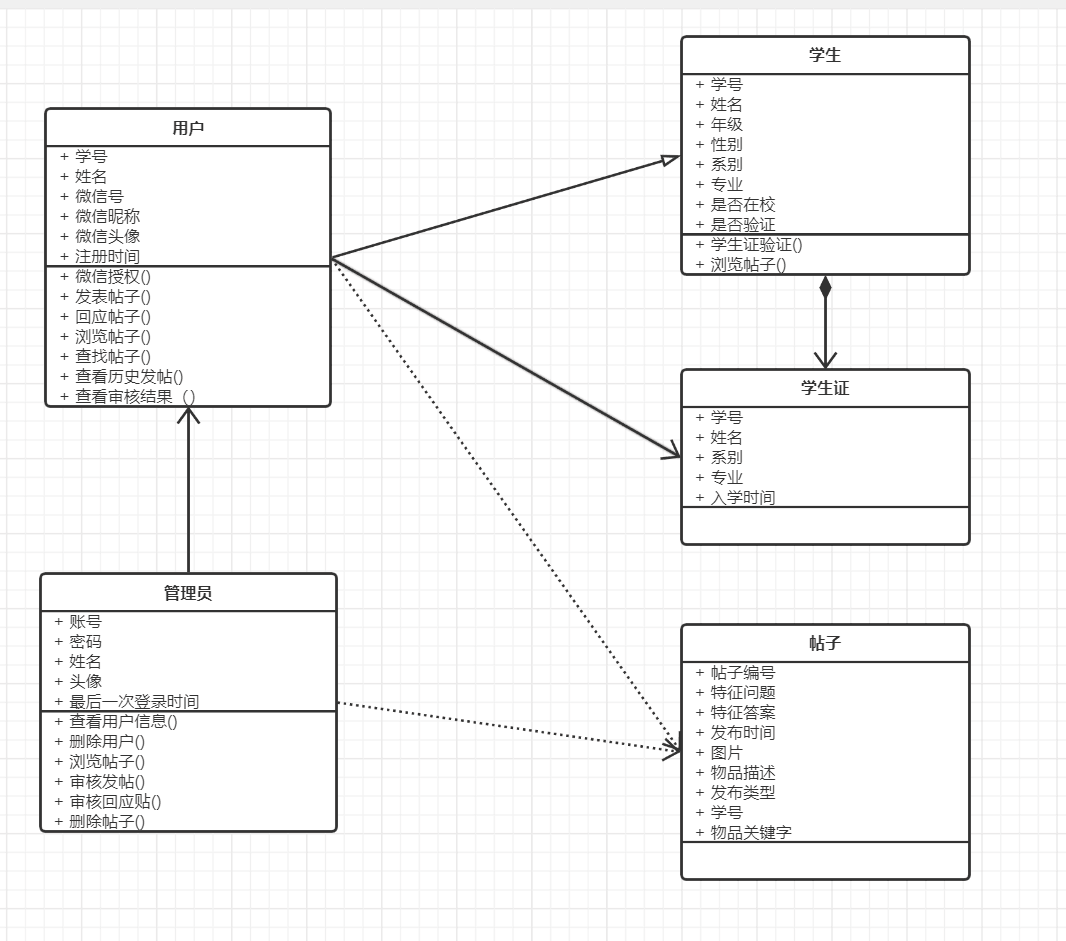 用户
+ 学号
+ 姓名
+ 微信号
+ 微信昵称
+ 微信头像
+ 注册时间
+ 微信授权()
+ 发表帖子()
+ 回应帖子()
+ 浏览帖子()
+ 查找帖子()
+ 查看历史发帖()
+ 查看审核结果（）
管理员
+ 账号
+ 密码
+ 姓名
+ 头像
+ 最后一次登录时间
+ 查看用户信息()
+ 删除用户()
+ 浏览帖子()
+ 审核发帖()
+ 审核回应贴()
+ 删除帖子()
学生
+ 学号
+ 姓名
+ 年级
+ 性别
+ 系别
+ 专业
+ 是否在校
+ 是否验证
+ 学生证验证()
+ 浏览帖子()
学生证
+ 学号
+ 姓名
+ 系别
+ 专业
+ 入学时间
帖子
+ 帖子编号
+ 特征问题
+ 特征答案
+ 发布时间
+ 图片
+ 物品描述
+ 发布类型
+ 学号
+ 物品关键字